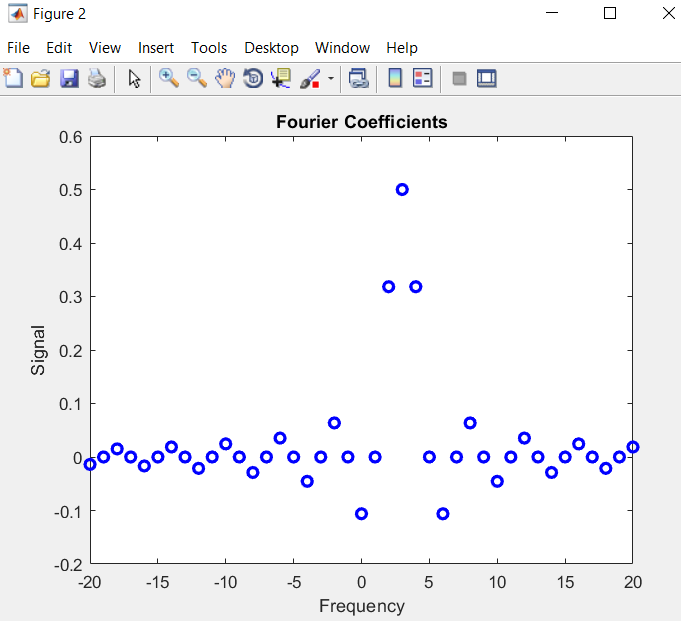 Figure 2
File Edit View Insert Tools Desktop Window Help
Fourier Coefficients
0.6
0.5
0.4
0.3
0.2
0.1
0
-0.1
-0.2
Signal
-20 -15 -10 -5 0 5 10 15 20
Frequency